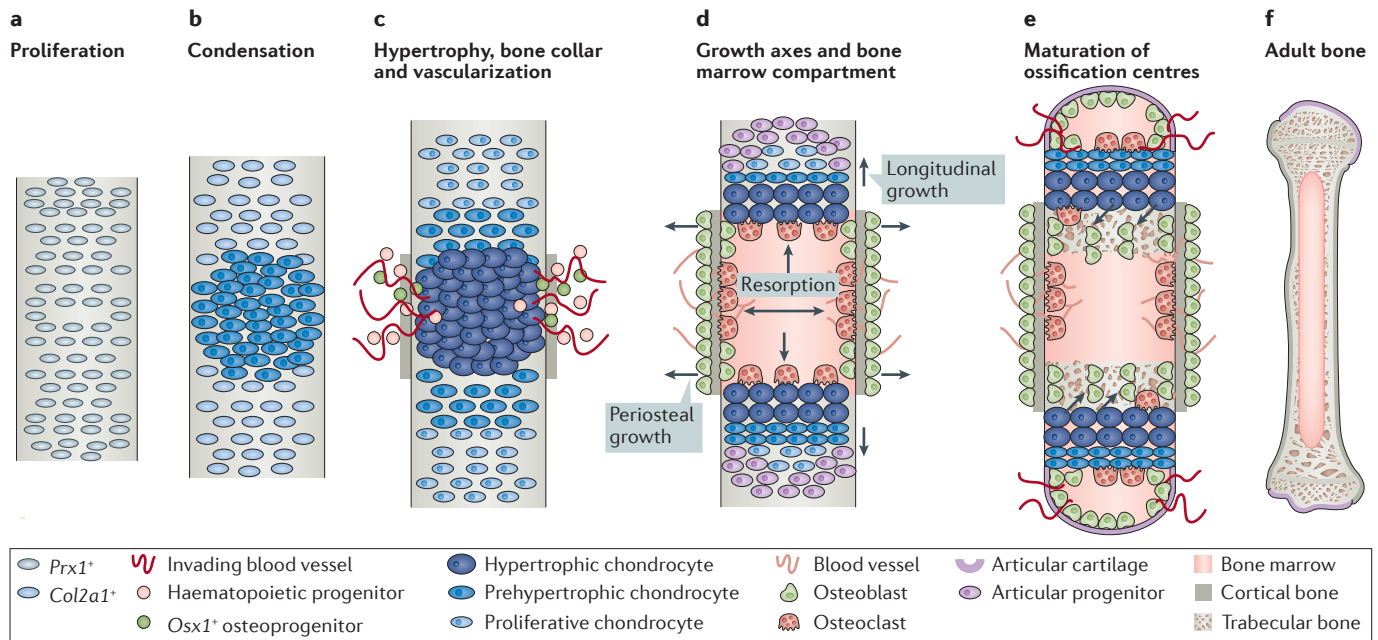 a
Proliferation
b
Condensation
c
Hypertrophy, bone collar
and vascularization
d
Growth axes and bone
marrow compartment
e
Maturation of
ossification centres
f
Adult bone
Longitudinal
growth
Resorption
Periosteal
growth
Prx1⁺
Col2a1⁺
Invading blood vessel
Haematopoietic progenitor
Osx1⁺ osteoprogenitor
Hypertrophic chondrocyte
Prehypertrophic chondrocyte
Proliferative chondrocyte
Blood vessel
Osteoblast
Osteoclast
Articular cartilage
Articular progenitor
Bone marrow
Cortical bone
Trabecular bone